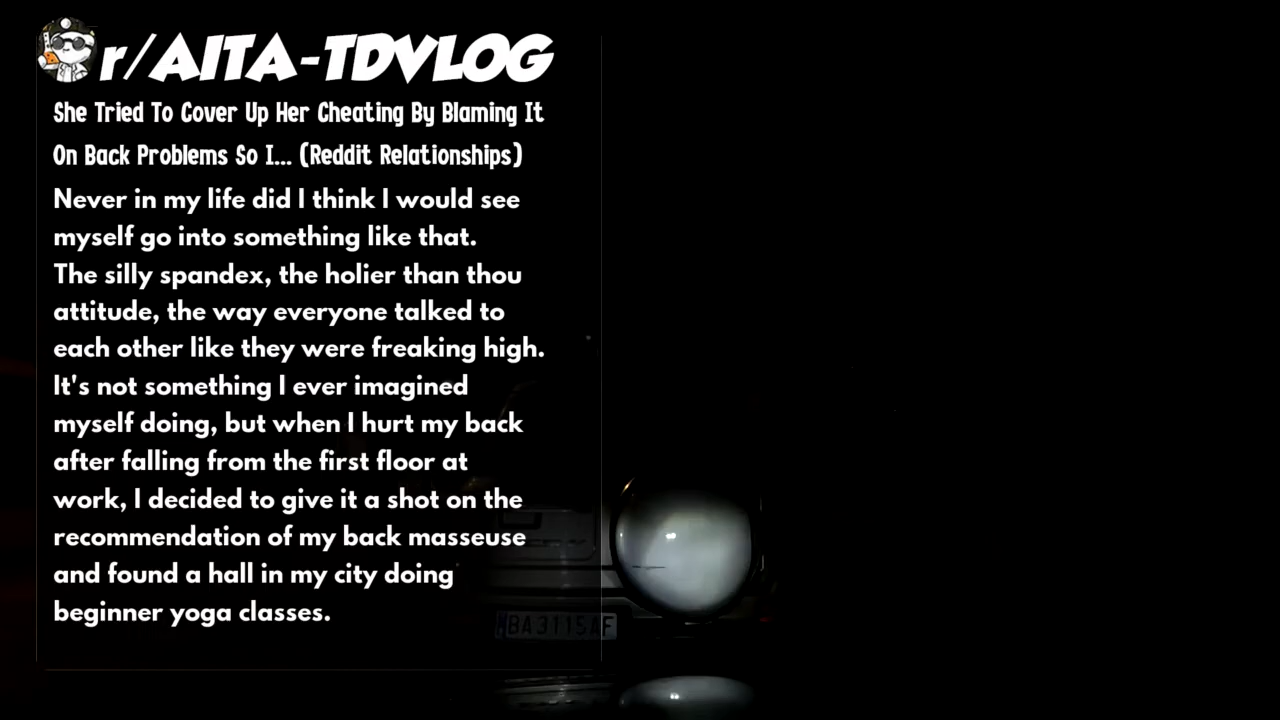 r/AITA-TDVLOG
She Tried To Cover Up Her Cheating By Blaming It
On Back Problems So I... (Reddit Relationships)
Never in my life did I think I would see
myself go into something like that.
The silly spandex, the holier than thou
attitude, the way everyone talked to
each other like they were freaking high.
It's not something I ever imagined
myself doing, but when I hurt my back
after falling from the first floor at
work, I decided to give it a shot on the
recommendation of my back masseuse
and found a hall in my city doing
beginner yoga classes.
BA3115AF